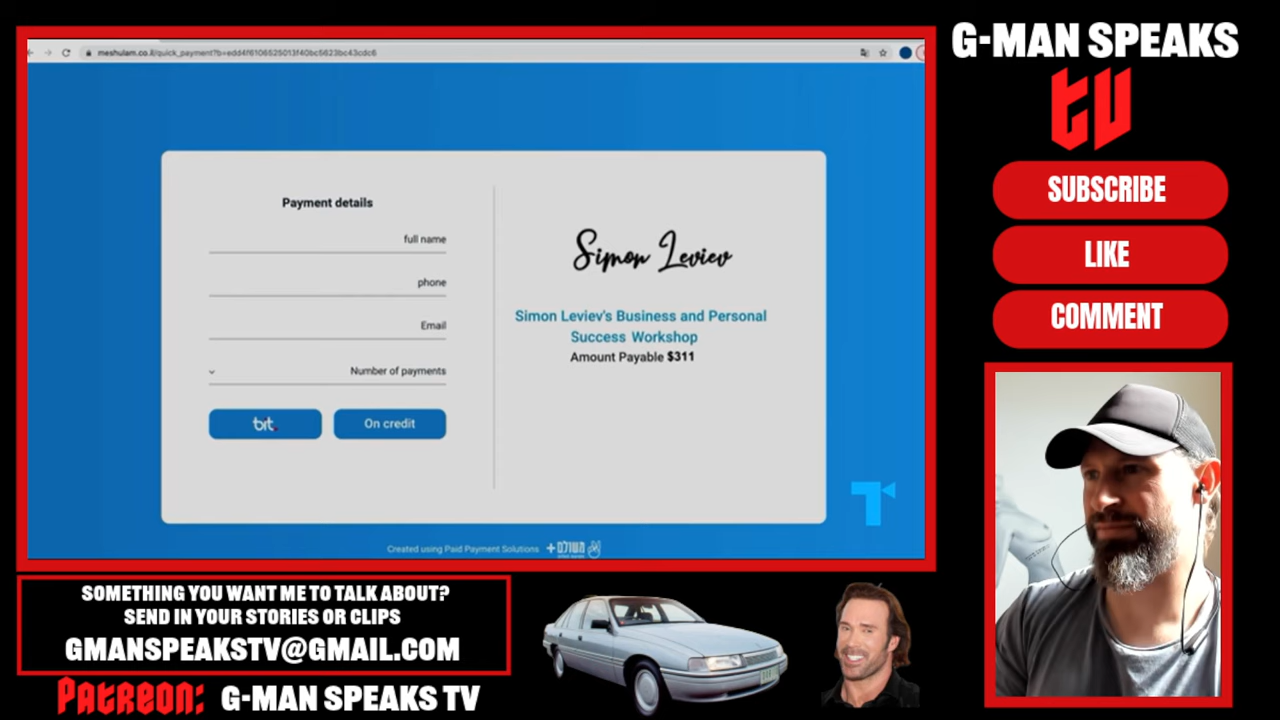 meshulam.co.il/quick_payment?b=edd4f6106525013f40bc5623bc43cdc6
Payment details
full name
phone
Email
Number of payments
bit.
On credit
Simon Leviev
Simon Leviev's Business and Personal
Success Workshop
Amount Payable $311
Created using Paid Payment Solutions
משולם
G-MAN SPEAKS
tv
SUBSCRIBE
LIKE
COMMENT
SOMETHING YOU WANT ME TO TALK ABOUT?
SEND IN YOUR STORIES OR CLIPS
GMANSPEAKSTV@GMAIL.COM
PATREON: G-MAN SPEAKS TV